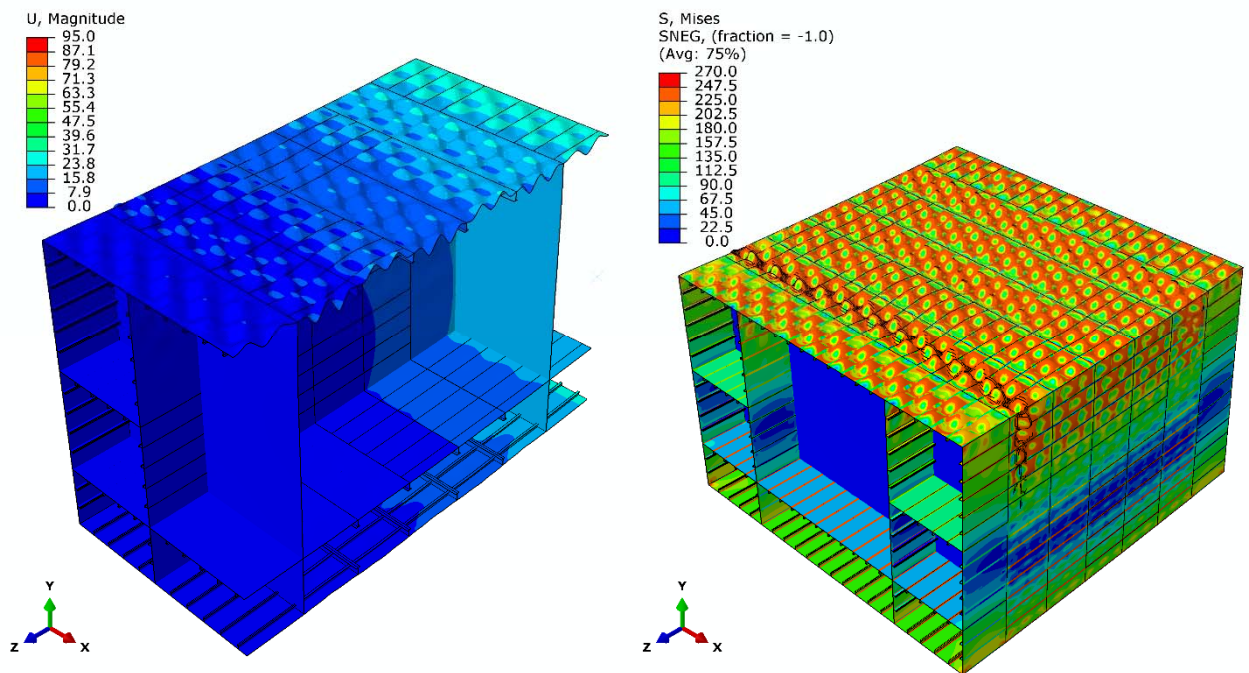 U, Magnitude
95.0
87.1
79.2
71.3
63.3
55.4
47.5
39.6
31.7
23.8
15.8
7.9
0.0
Y
Z
X
S, Mises
SNEG, (fraction = -1.0)
(Avg: 75%)
270.0
247.5
225.0
202.5
180.0
157.5
135.0
112.5
90.0
67.5
45.0
22.5
0.0
Y
Z
X